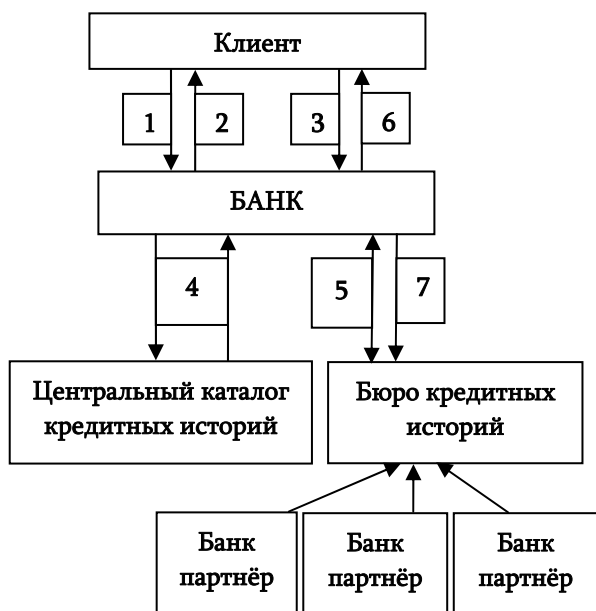 Клиент
1 2 3 6
БАНК
4 5 7
Центральный каталог
кредитных историй
Бюро кредитных
историй
Банк
партнёр
Банк
партнёр
Банк
партнёр